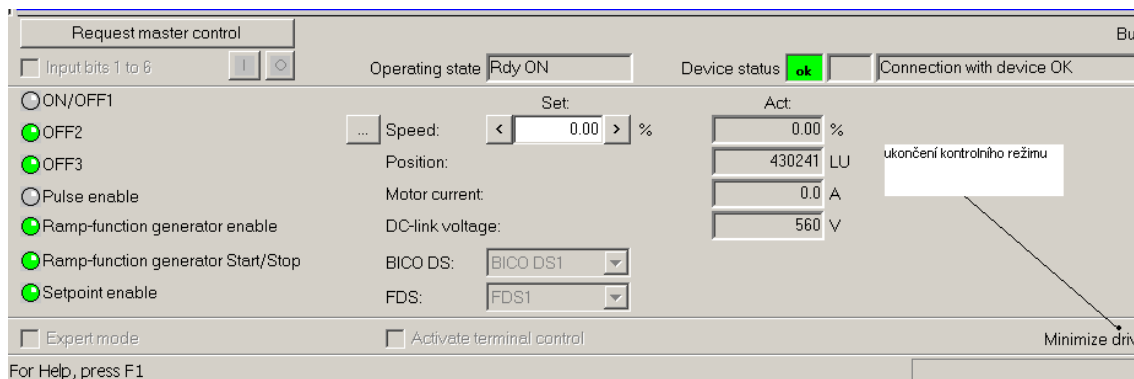 Request master control
Bu
Input bits 1 to 6
Operating state Rdy ON
Device status ok Connection with device OK
ON/OFF1
Set:
Act:
OFF2
... Speed: < 0.00 > %
0.00 %
OFF3
Position:
430241 LU
ukončení kontrolního režimu
Pulse enable
Motor current:
0.0 A
Ramp-function generator enable
DC-link voltage:
560 V
Ramp-function generator Start/Stop
BICO DS: BICO DS1
Setpoint enable
FDS: FDS1
Expert mode
Activate terminal control
Minimize driv
For Help, press F1